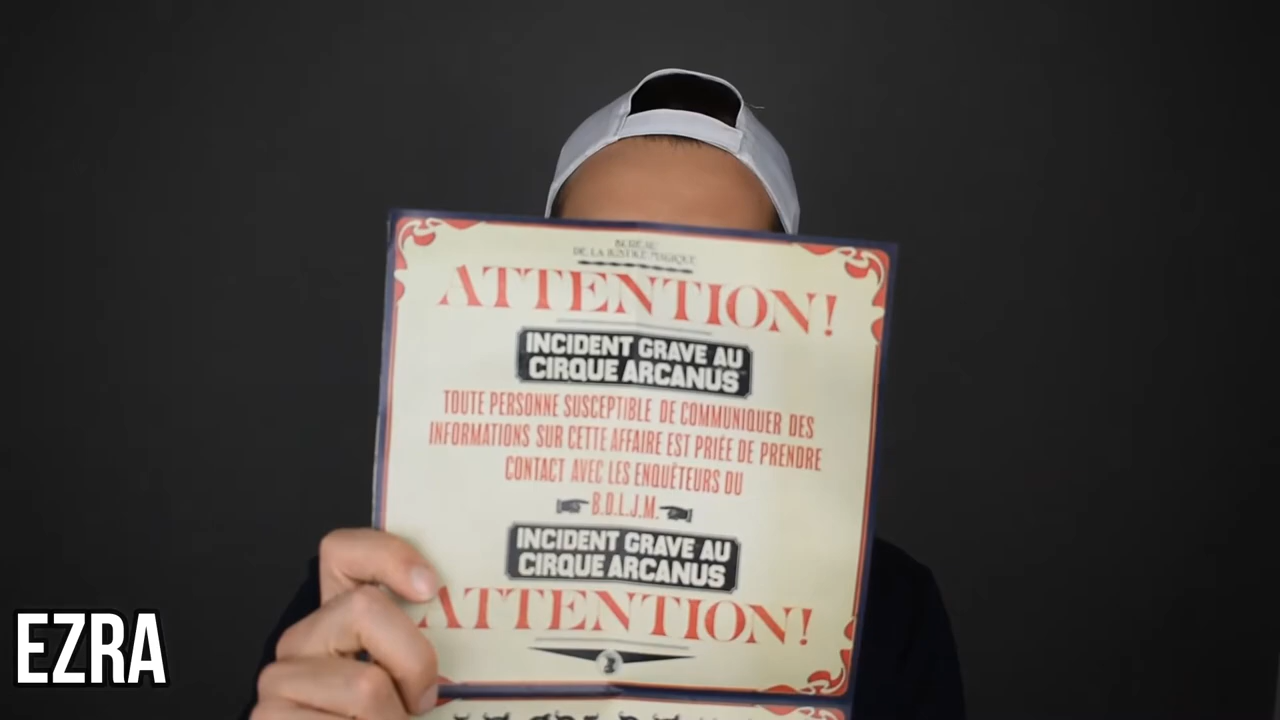 BUREAU
DE LA JUSTICE MAGIQUE
ATTENTION!
INCIDENT GRAVE AU
CIRQUE ARCANUS
TOUTE PERSONNE SUSCEPTIBLE DE COMMUNIQUER DES
INFORMATIONS SUR CETTE AFFAIRE EST PRIÉE DE PRENDRE
CONTACT AVEC LES ENQUÊTEURS DU
B.D.L.J.M.
INCIDENT GRAVE AU
CIRQUE ARCANUS
ATTENTION!
EZRA